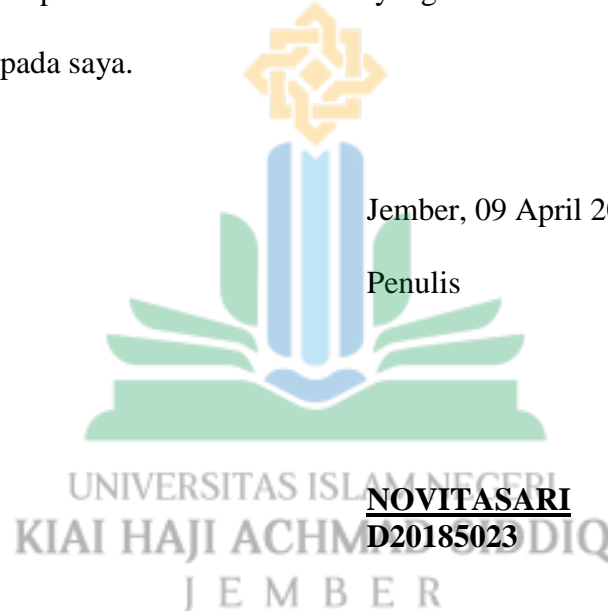 pada saya.
Jember, 09 April 20
Penulis
UNIVERSITAS ISLAM NEGERI
NOVITASARI
KIAI HAJI ACHMAD SIDDIQ
D20185023
JEMBER